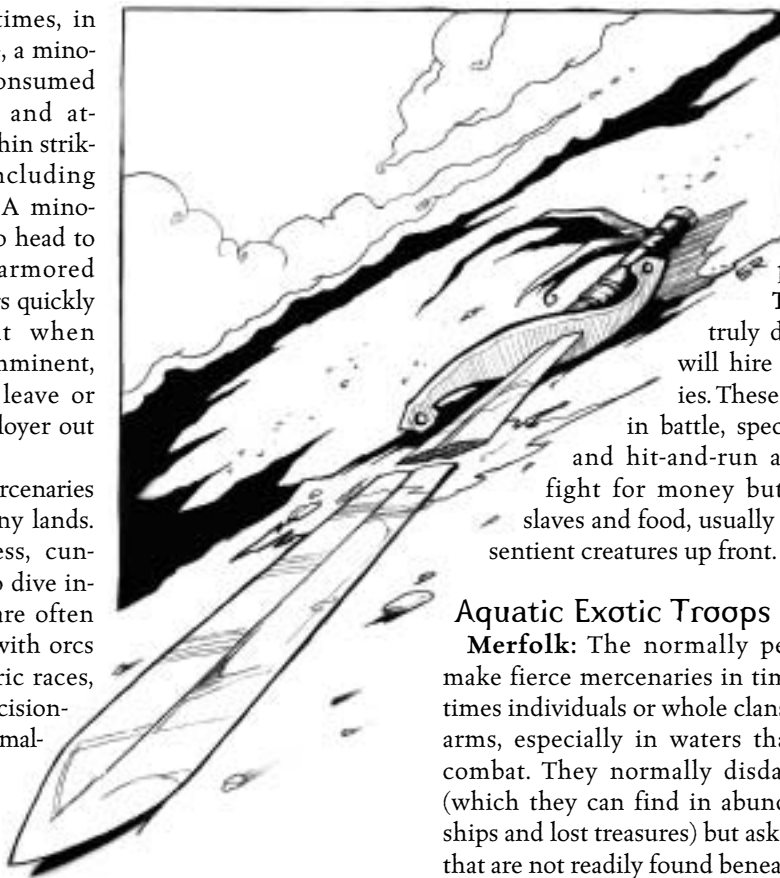 times, in
, a mino-
onsumed
and at-
hin strik-
ncluding
A mino-
o head to
armored
rs quickly
t when
mminent,
leave or
loyer out
rcenaries
ny lands.
ess, cun-
o dive in-
are often
with orcs
ric races,
cision-
mal-
truly d
will hire
ies. These
in battle, spec
and hit-and-run a
fight for money but
slaves and food, usually
sentient creatures up front.
Aquatic Exotic Troops
Merfolk: The normally pe
make fierce mercenaries in tim
times individuals or whole clans
arms, especially in waters tha
combat. They normally disda
(which they can find in abunc
ships and lost treasures) but ask
that are not readily found benea